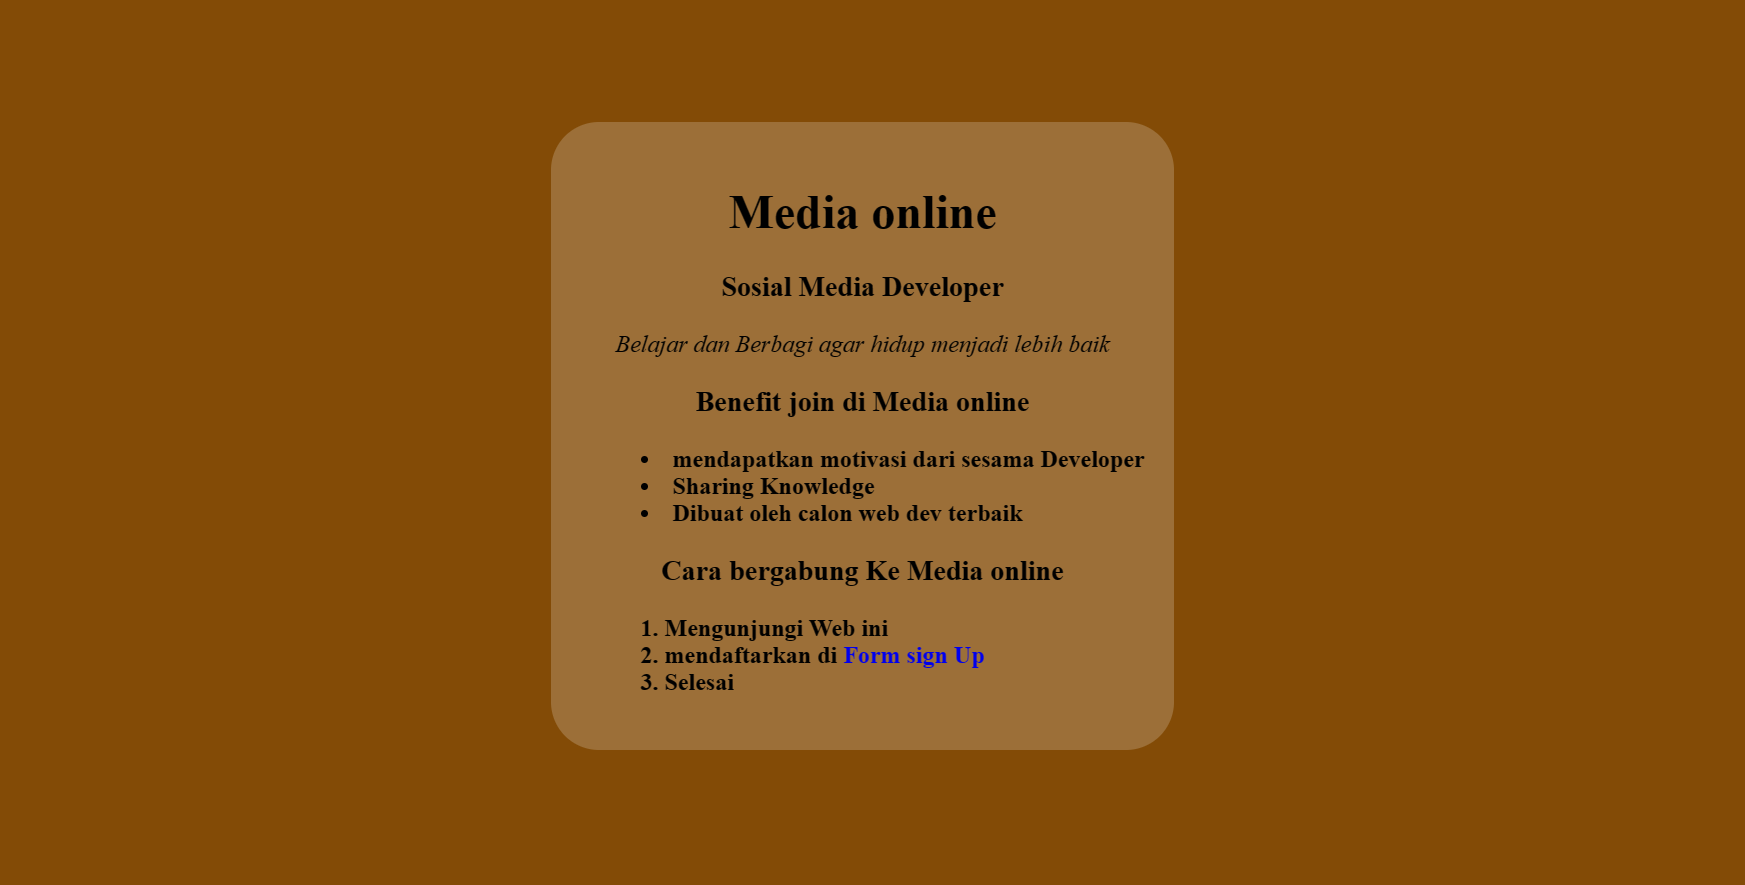 Media online
Sosial Media Developer
Belajar dan Berbagi agar hidup menjadi lebih baik
Benefit join di Media online
• mendapatkan motivasi dari sesama Developer
• Sharing Knowledge
• Dibuat oleh calon web dev terbaik
Cara bergabung Ke Media online
1. Mengunjungi Web ini
2. mendaftarkan di Form sign Up
3. Selesai